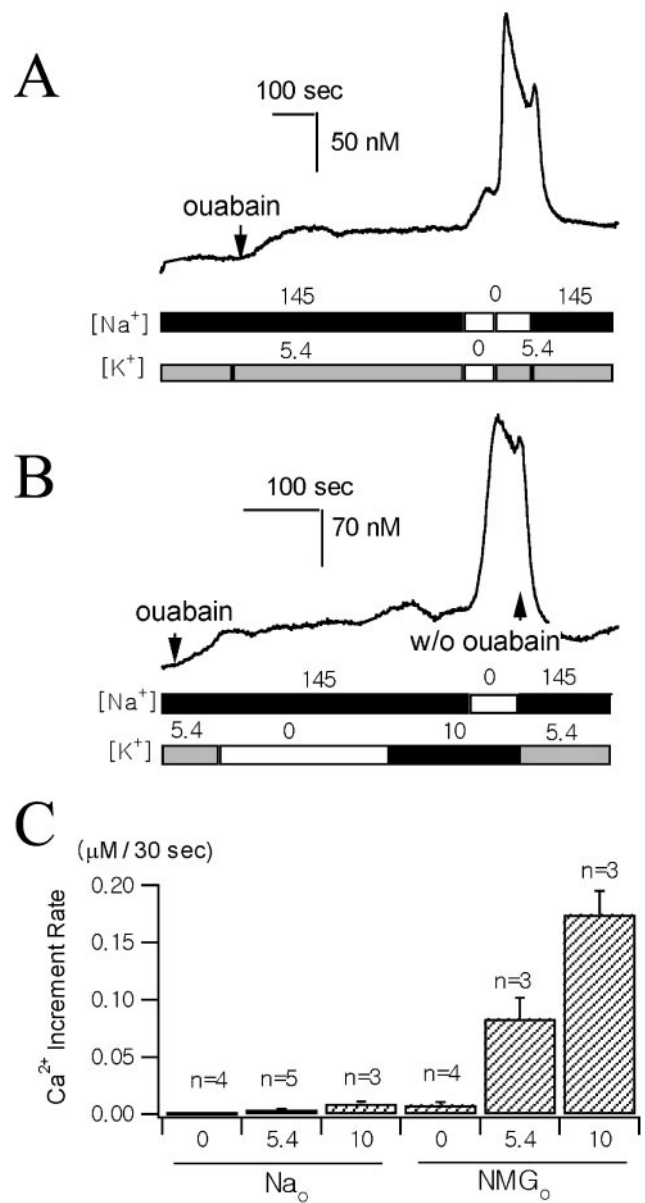 A
100 sec
50 nM
ouabain
145 0 145
[Na⁺]
5.4 0 5.4
[K⁺]
B
100 sec
70 nM
ouabain
w/o ouabain
145 0 145
[Na⁺]
5.4 0 10 5.4
[K⁺]
C
(μM / 30 sec)
Ca²⁺ Increment Rate
0.20
0.15
0.10
0.05
0.00
n=4 n=5 n=3 n=4 n=3 n=3
0 5.4 10 0 5.4 10
Naₒ NMGₒ